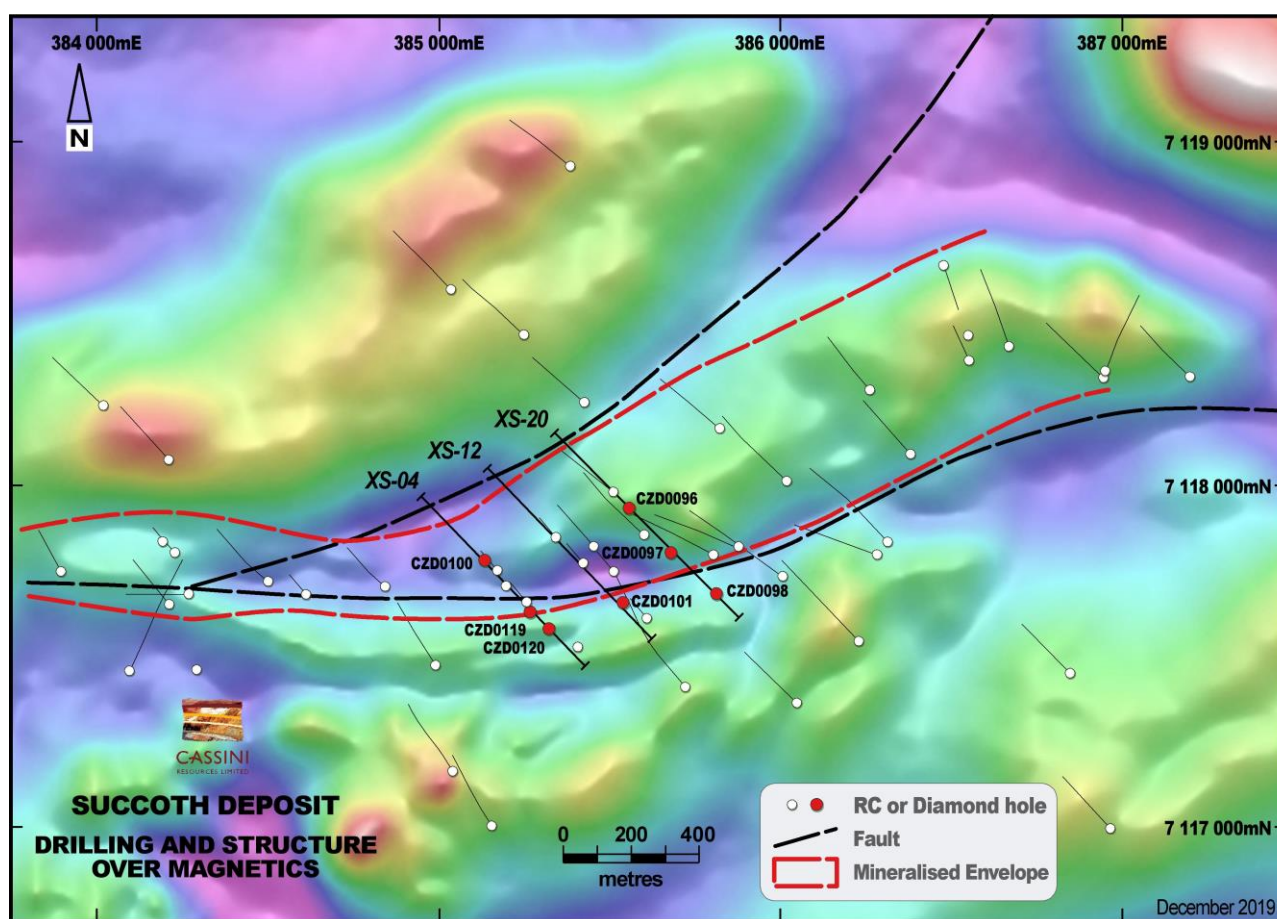 384 000mE
385 000mE
386 000mE
387 000mE
N
7 119 000mN
XS-20
XS-12
XS-04
CZD0096
7 118 000mN
CZD0097
CZD0100
CZD0098
CZD0101
CZD0119
CZD0120
CASSINI
RESOURCES LIMITED
SUCCOTH DEPOSIT
DRILLING AND STRUCTURE
OVER MAGNETICS
0 200 400
metres
RC or Diamond hole
Fault
Mineralised Envelope
7 117 000mN
December 2019